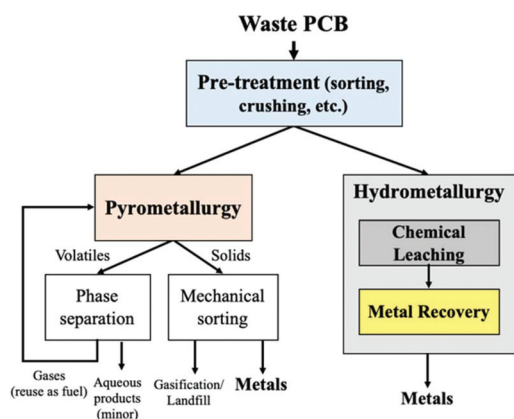 Waste PCB
Pre-treatment (sorting,
crushing, etc.)
Pyrometallurgy
Volatiles
Solids
Phase
separation
Mechanical
sorting
Gases
(reuse as fuel)
Aqueous
products
(minor)
Gasification/
Landfill
Metals
Hydrometallurgy
Chemical
Leaching
Metal Recovery
Metals